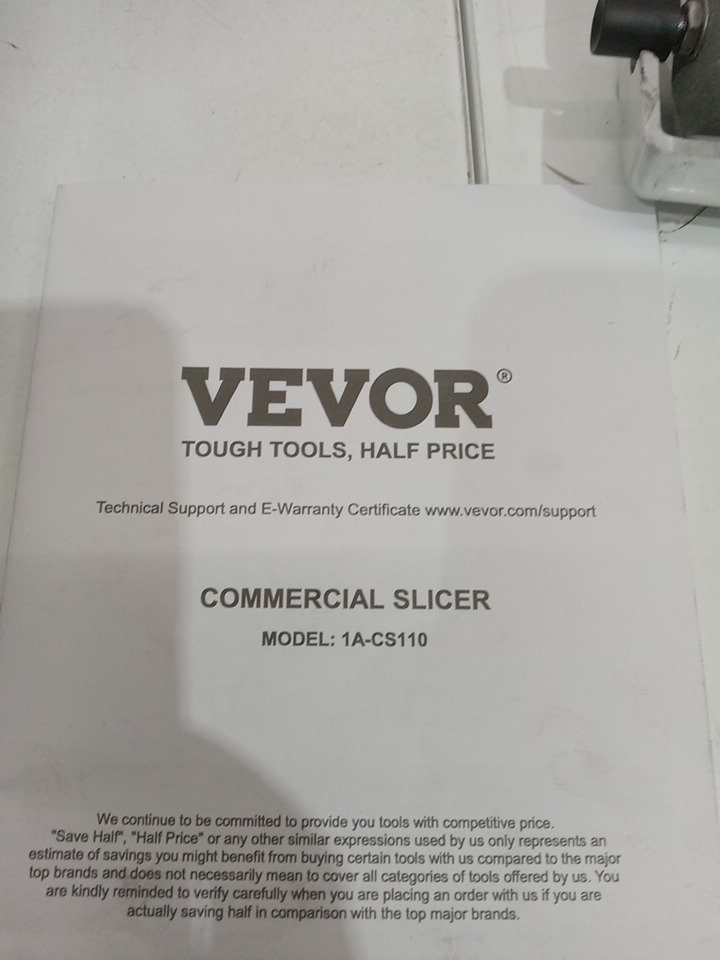 VEVOR®
TOUGH TOOLS, HALF PRICE
Technical Support and E-Warranty Certificate www.vevor.com/support
COMMERCIAL SLICER
MODEL: 1A-CS110
We continue to be committed to provide you tools with competitive price.
"Save Half", "Half Price" or any other similar expressions used by us only represents an
estimate of savings you might benefit from buying certain tools with us compared to the major
top brands and does not necessarily mean to cover all categories of tools offered by us. You
are kindly reminded to verify carefully when you are placing an order with us if you are
actually saving half in comparison with the top major brands.